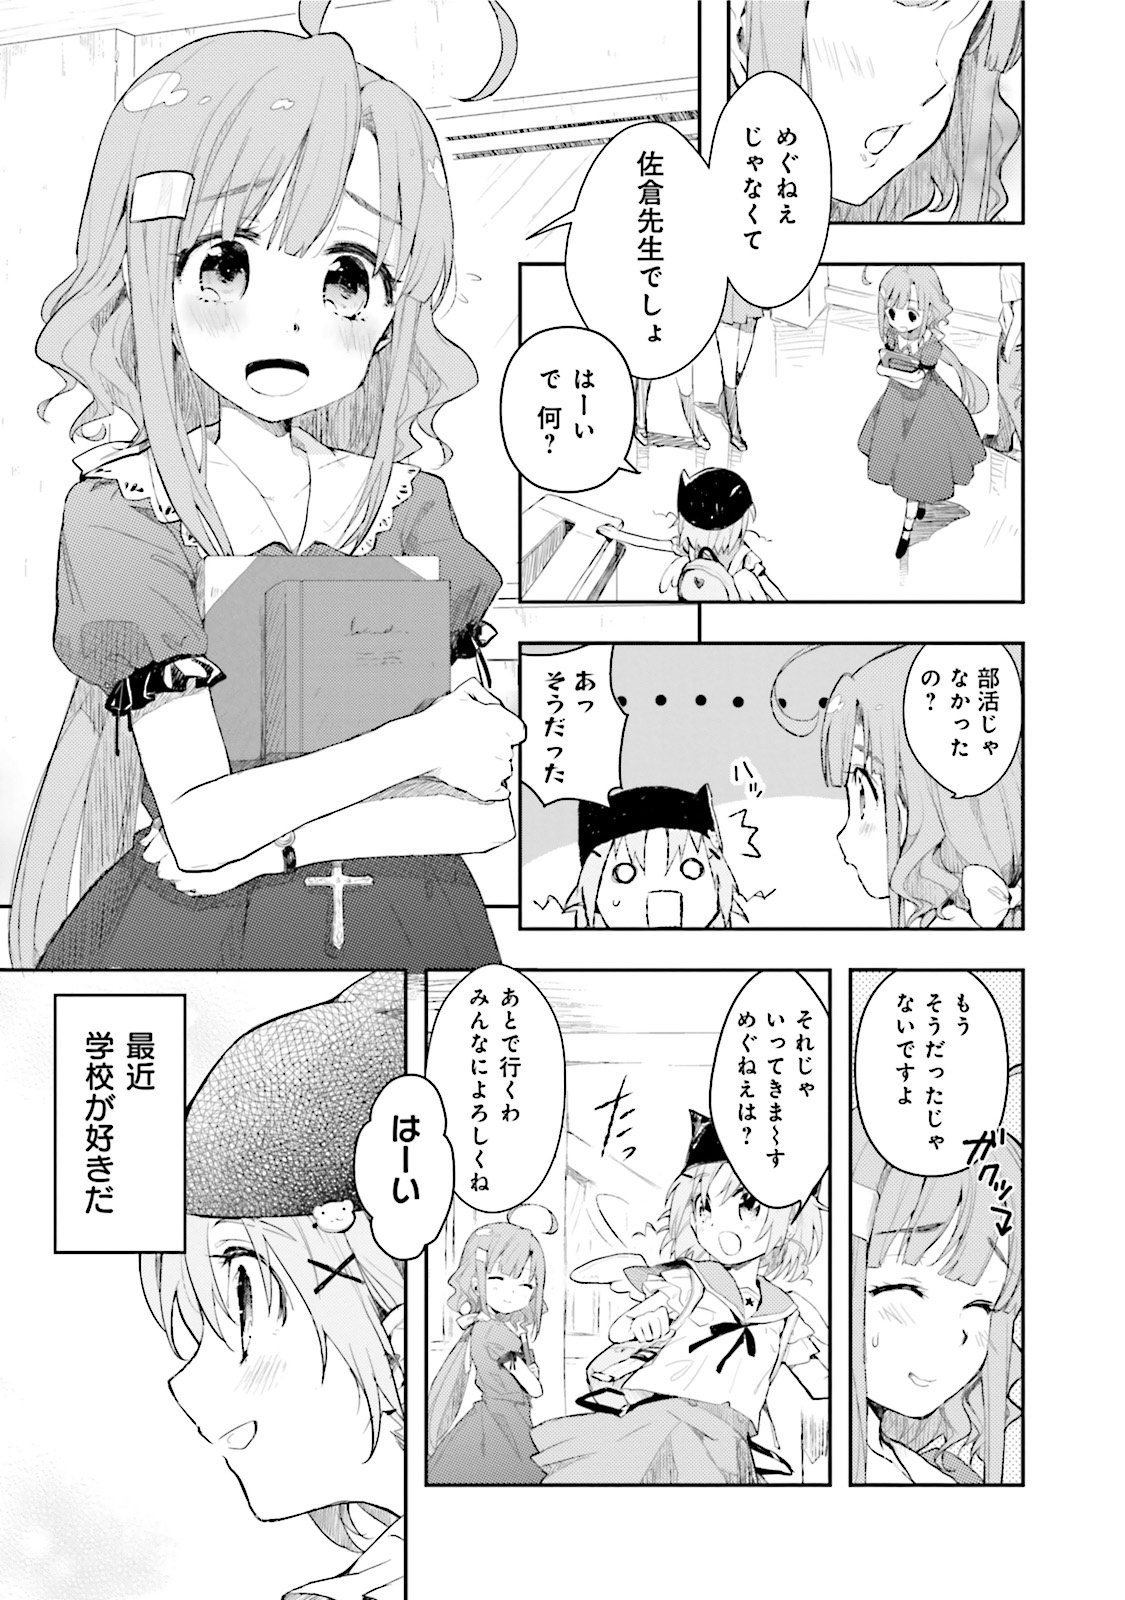 めぐねえ
じゃなくて
佐倉先生でしょ
はーい
で 何?
部活じゃ
なかった
の?
・・・・・・
ハッ
あっ
そうだった
もう
そうだったじゃ
ないですよ
ガクッ
それじゃ
いってきま~す
めぐねえは?
たたっ
あとで行くわ
みんなによろしくね
はーい
最近
学校が好きだ